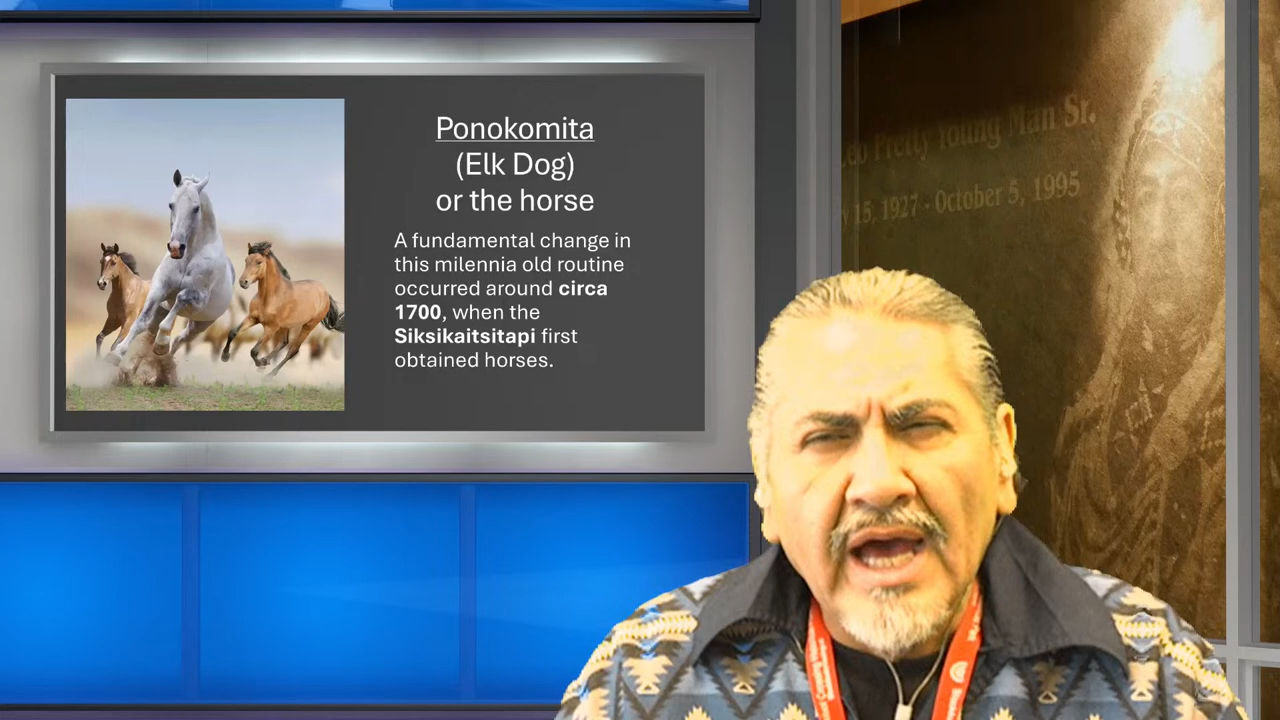 Ponokomita
(Elk Dog)
or the horse
A fundamental change in
this milennia old routine
occurred around circa
1700, when the
Siksikaitsitapi first
obtained horses.
Leo Pretty Young Man Sr.
15, 1927 - October 5, 1995